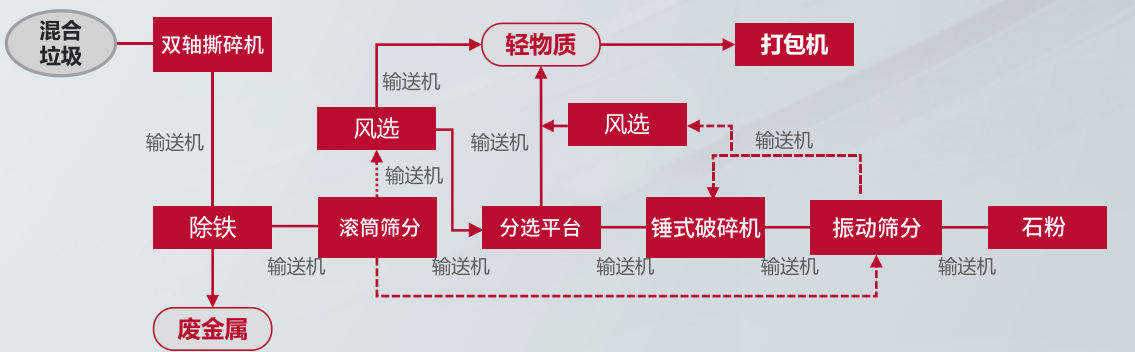 混合
垃圾
双轴撕碎机
轻物质
打包机
输送机
风选
风选
输送机
输送机
输送机
输送机
除铁
滚筒筛分
分选平台
锤式破碎机
振动筛分
石粉
输送机
输送机
输送机
输送机
输送机
废金属